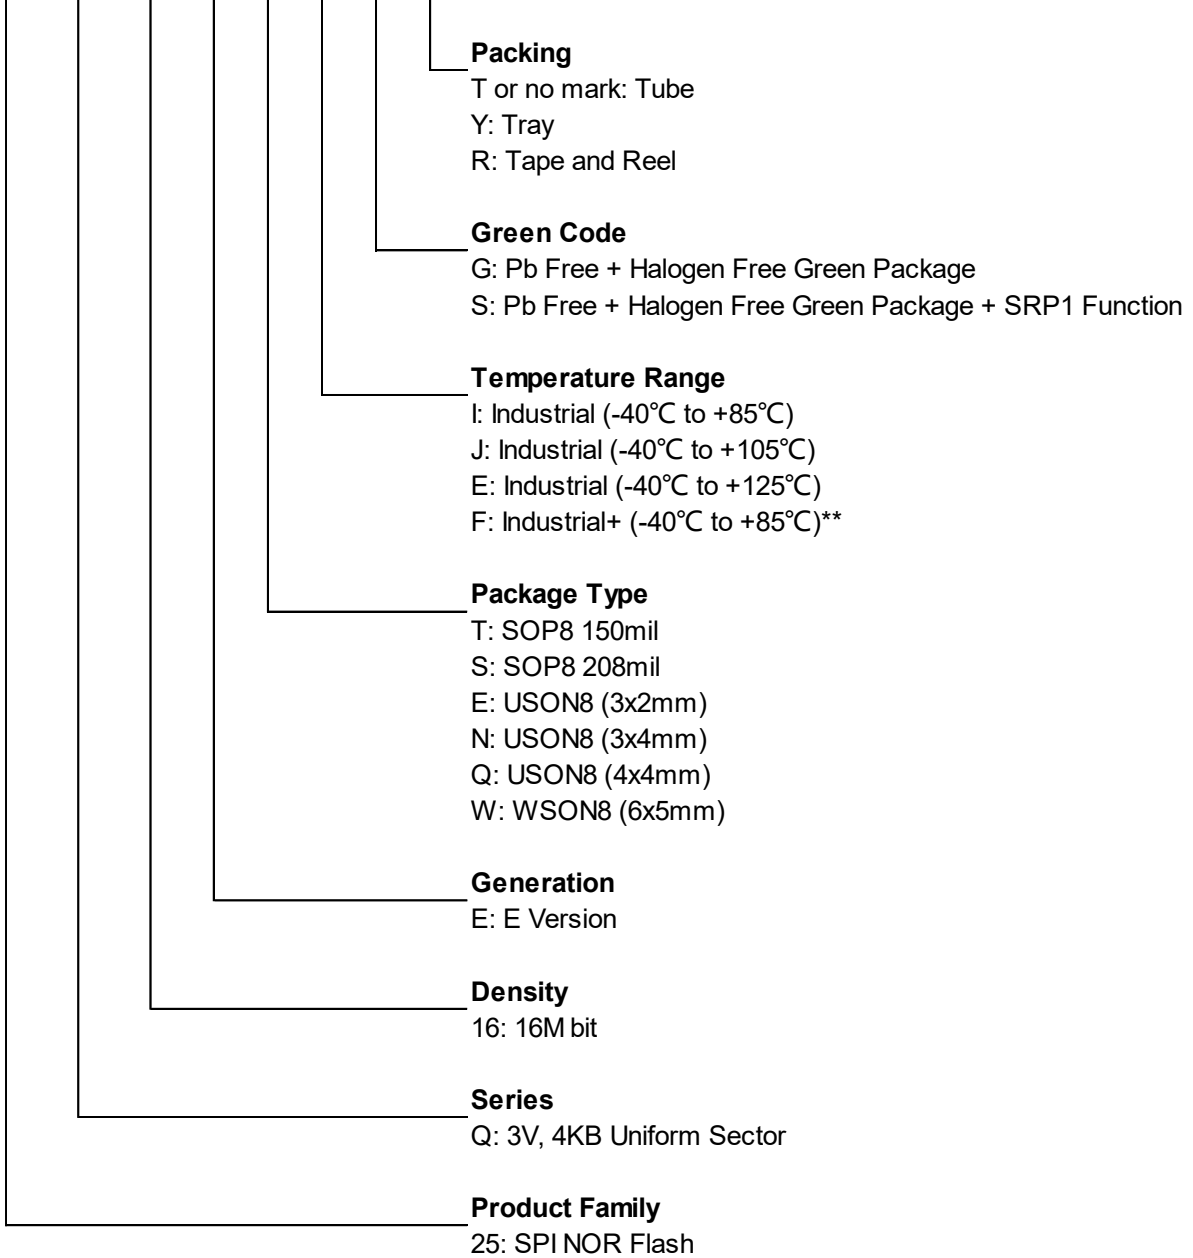 Packing
T or no mark: Tube
Y: Tray
R: Tape and Reel
Green Code
G: Pb Free + Halogen Free Green Package
S: Pb Free + Halogen Free Green Package + SRP1 Function
Temperature Range
I: Industrial (-40℃ to +85℃)
J: Industrial (-40℃ to +105℃)
E: Industrial (-40℃ to +125℃)
F: Industrial+ (-40℃ to +85℃)**
Package Type
T: SOP8 150mil
S: SOP8 208mil
E: USON8 (3x2mm)
N: USON8 (3x4mm)
Q: USON8 (4x4mm)
W: WSON8 (6x5mm)
Generation
E: E Version
Density
16: 16M bit
Series
Q: 3V, 4KB Uniform Sector
Product Family
25: SPI NOR Flash